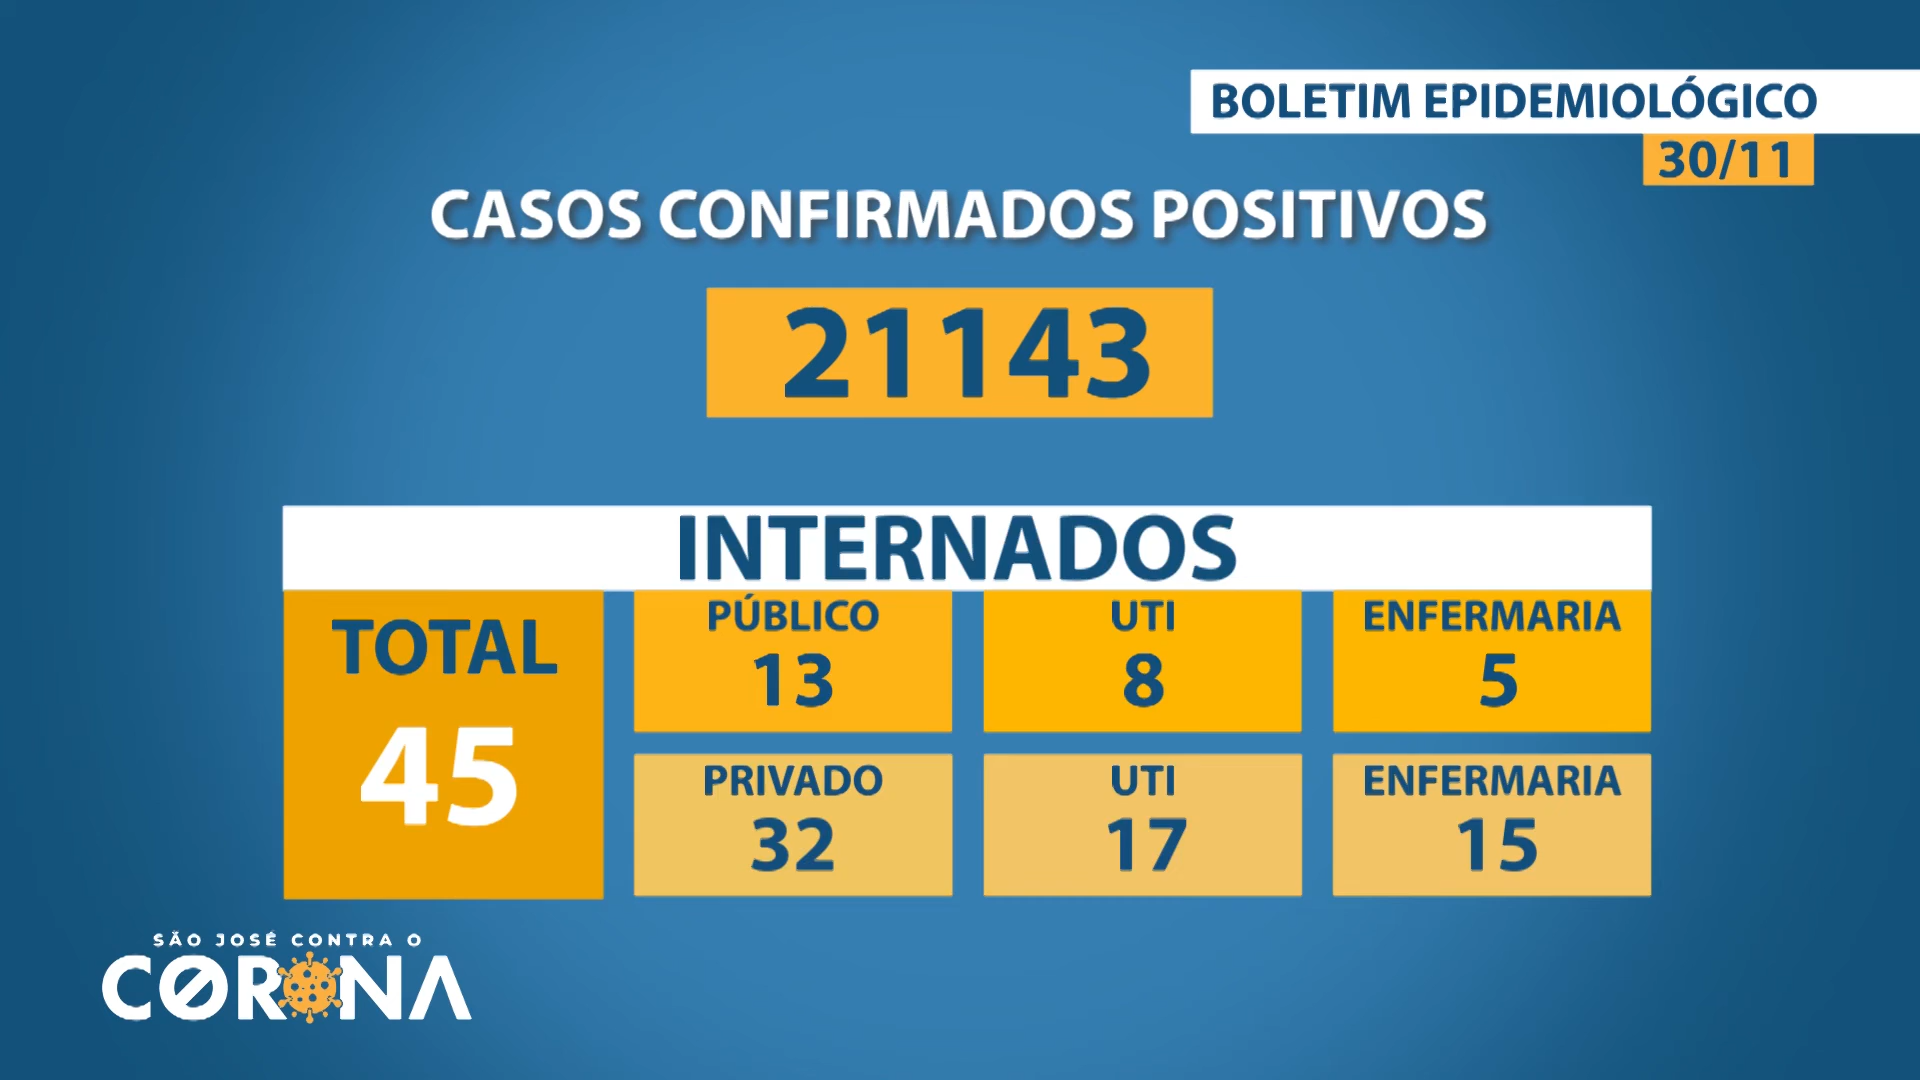 BOLETIM EPIDEMIOLÓGICO
30/11
CASOS CONFIRMADOS POSITIVOS
21143
INTERNADOS
TOTAL
45
PÚBLICO
13
UTI
8
ENFERMARIA
5
PRIVADO
32
UTI
17
ENFERMARIA
15
SÃO JOSÉ CONTRA O
CORONA